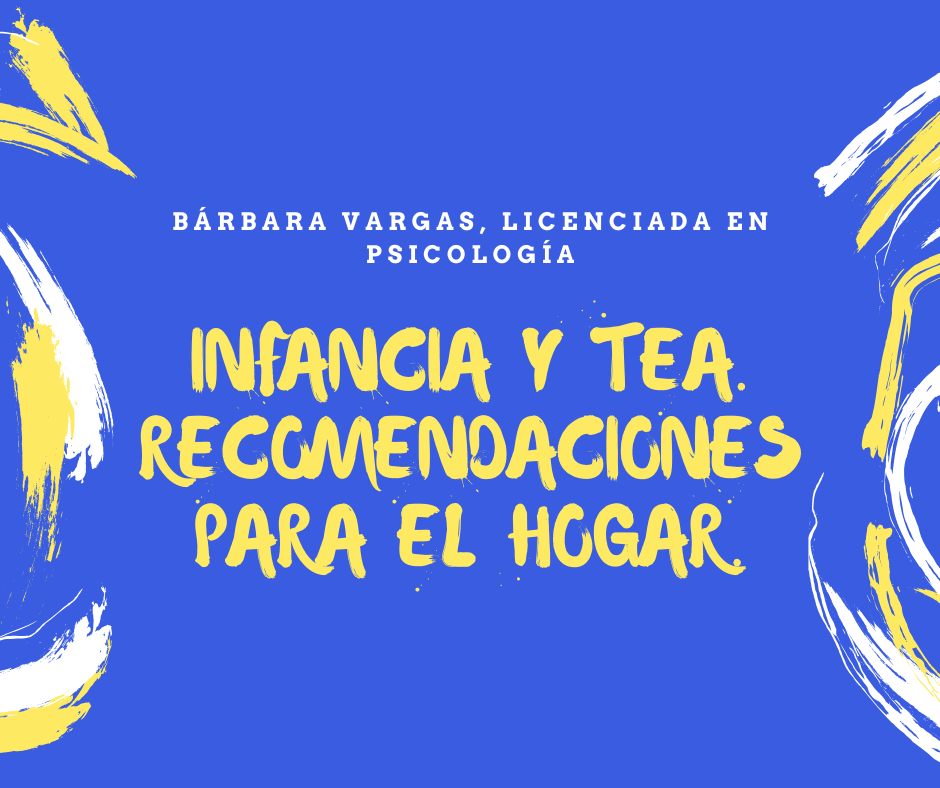 BÁRBARA VARGAS, LICENCIADA EN
PSICOLOGÍA
INFANCIA Y TEA.
RECOMENDACIONES
PARA EL HOGAR.